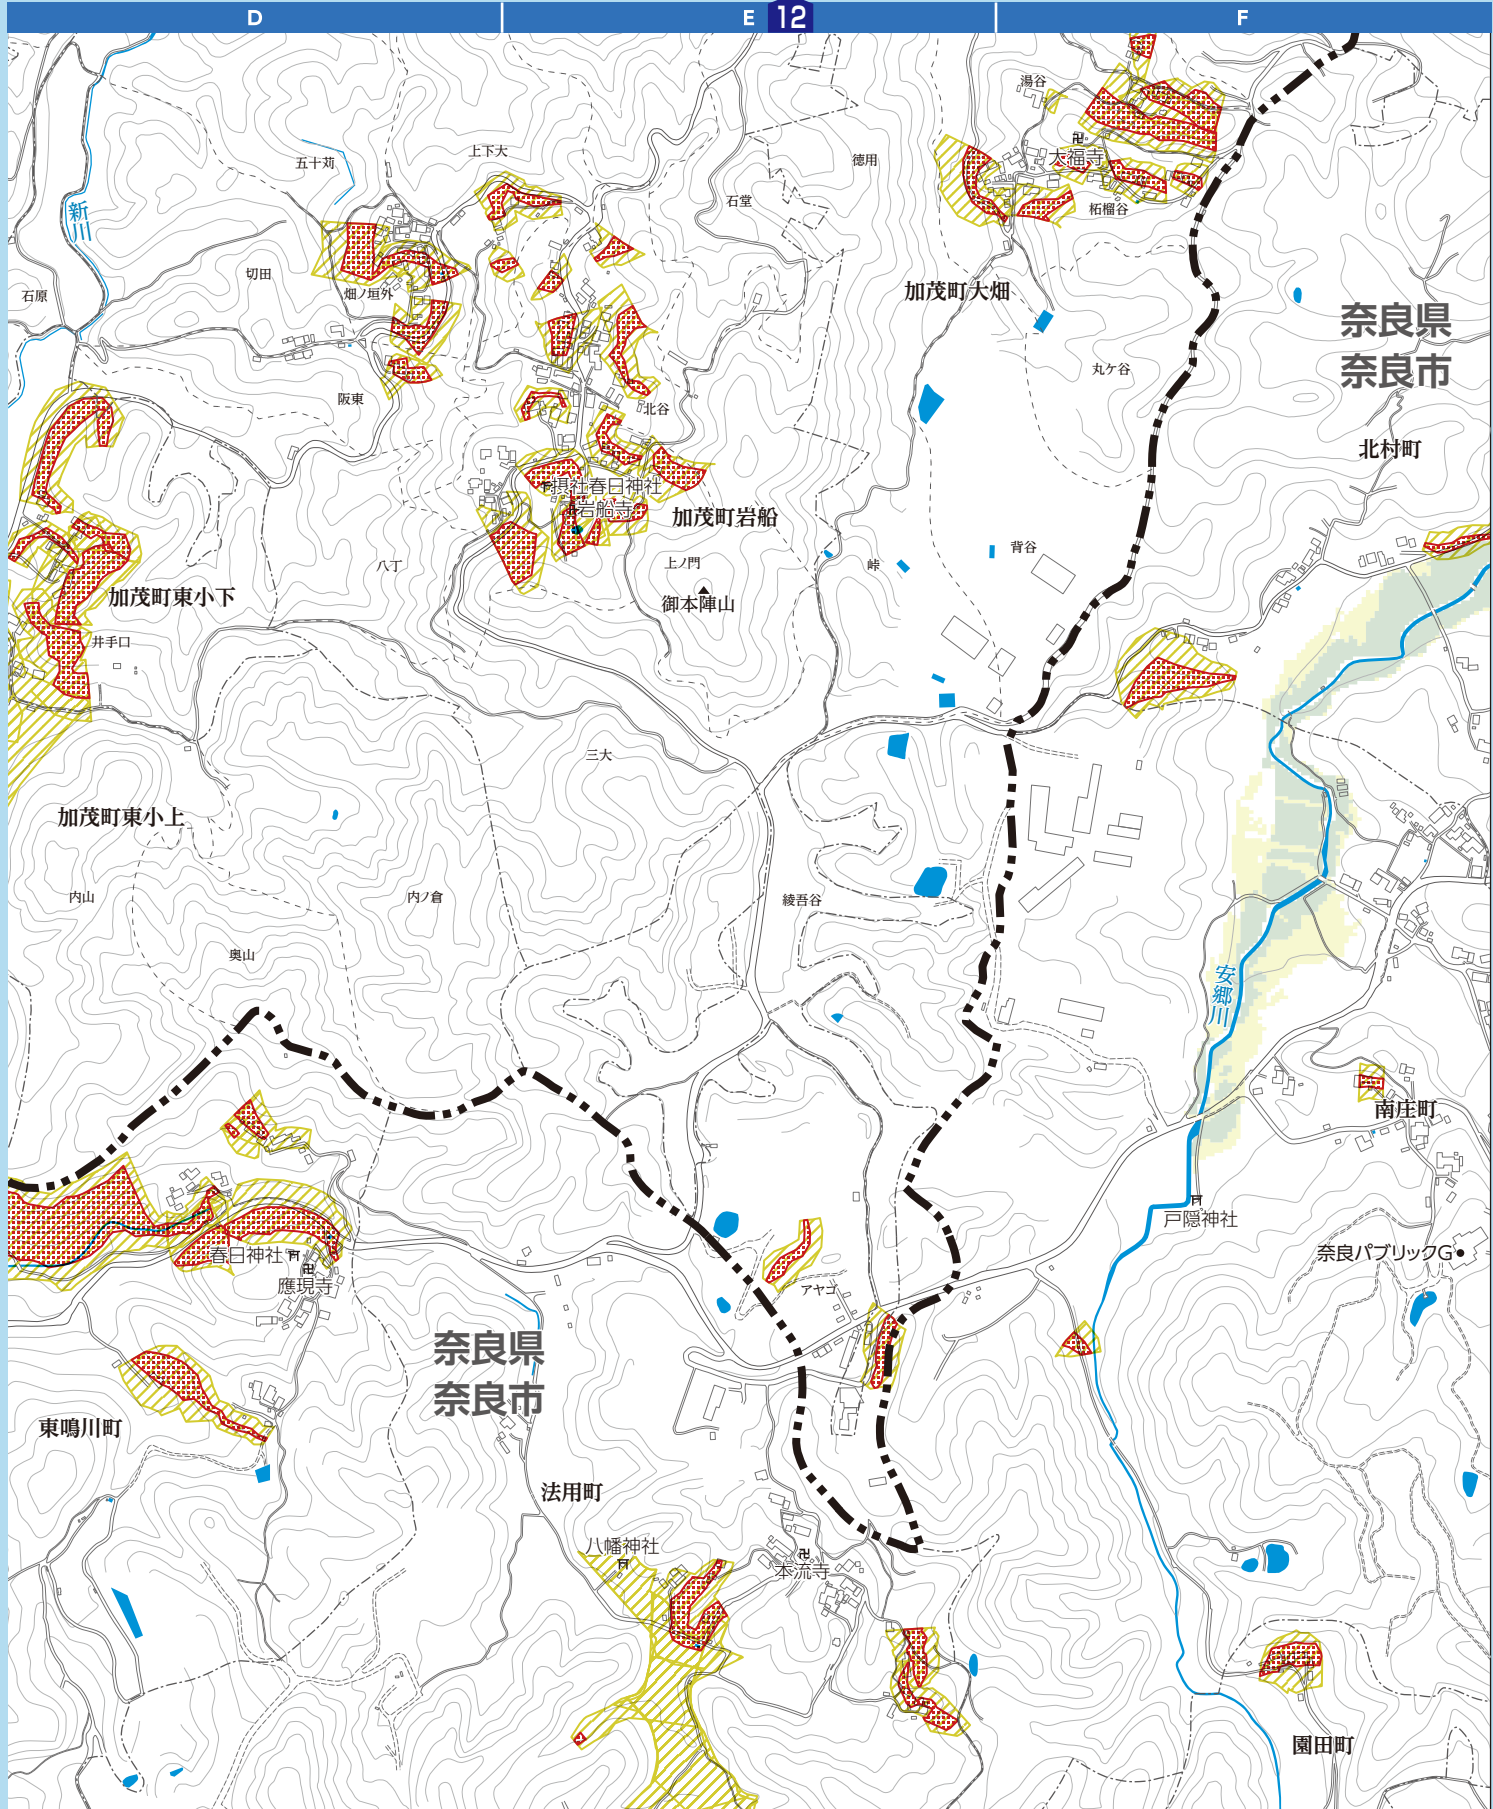 D
E
12
F
湯谷
大福寺
柘榴谷
徳用
上下大
五十苅
石堂
新川
切田
石原
畑ノ垣外
加茂町大畑
奈良県
奈良市
丸ケ谷
阪東
北谷
北村町
摂社春日神社
岩船寺
加茂町岩船
上ノ門
御本陣山
峠
背谷
八丁
加茂町東小下
井手口
三大
加茂町東小上
内山
内ノ倉
綾吾谷
奥山
安郷川
南庄町
戸隠神社
奈良パブリックG
春日神社
應現寺
アヤゴ
奈良県
奈良市
東鳴川町
法用町
八幡神社
本流寺
園田町